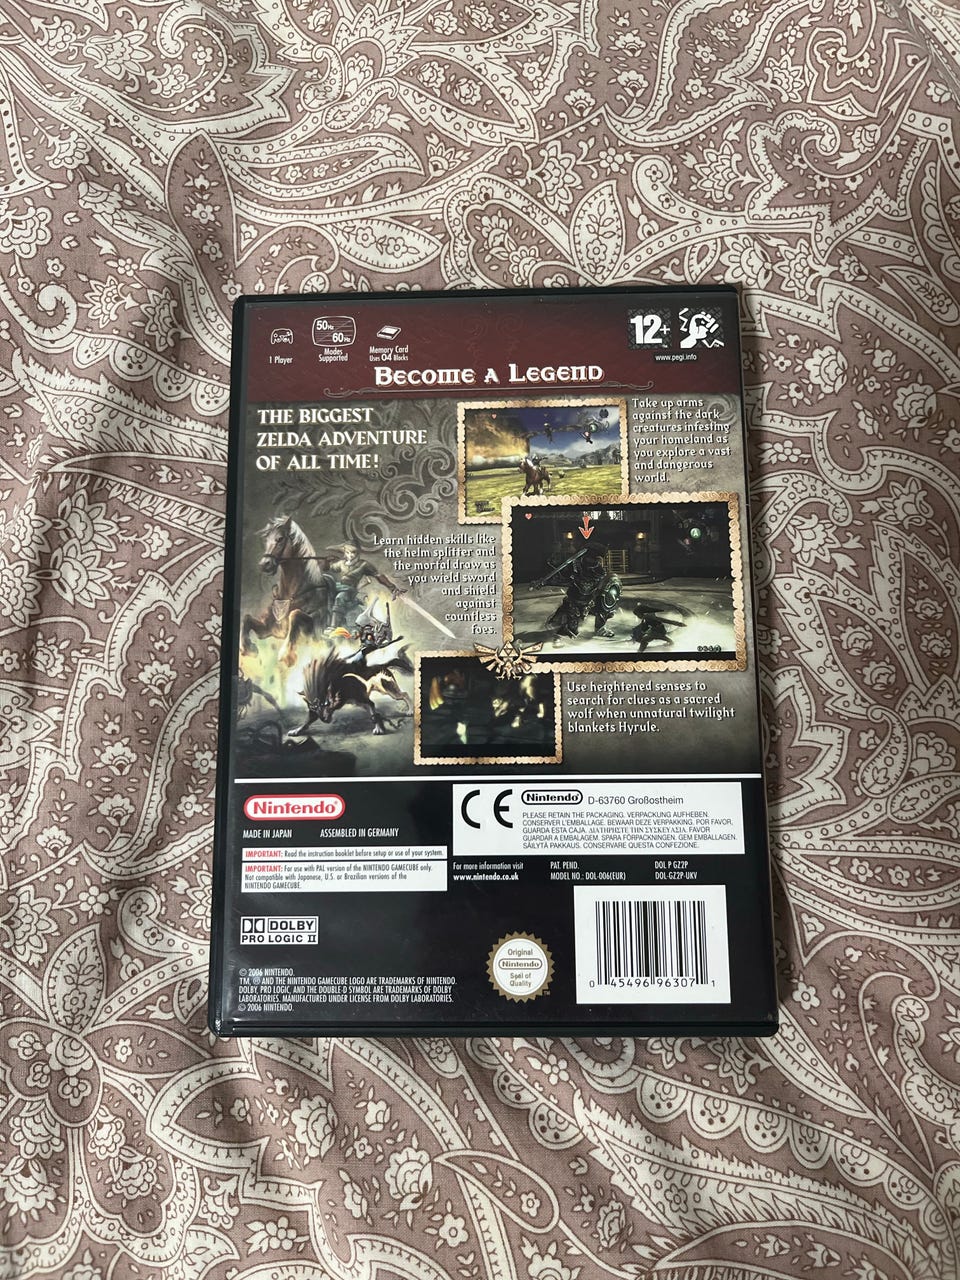 1 Player
50Hz
60Hz
Modes
Supported
Memory Card
Uses 04 Blocks
12+
www.pegi.info
Become a Legend
THE BIGGEST
ZELDA ADVENTURE
OF ALL TIME!
Take up arms
against the dark
creatures infesting
your homeland as
you explore a vast
and dangerous
world.
Learn hidden skills like
the helm splitter and
the mortal draw as
you wield sword
and shield
against
countless
foes.
A
Use heightened senses to
search for clues as a sacred
wolf when unnatural twilight
blankets Hyrule.
Nintendo®
MADE IN JAPAN ASSEMBLED IN GERMANY
IMPORTANT: Read the instruction booklet before setup or use of your system.
IMPORTANT: For use with PAL version of the NINTENDO GAMECUBE only.
Not compatible with Japanese, U.S. or Brazilian versions of the
NINTENDO GAMECUBE.
CE Nintendo® D-63760 Großostheim
PLEASE RETAIN THE PACKAGING. VERPACKUNG AUFHEBEN.
CONSERVER L'EMBALLAGE. BEWAAR DEZE VERPAKKING. POR FAVOR,
GUARDA ESTA CAJA. ΔΙΑΤΗΡΗΣΤΕ ΤΗΝ ΣΥΣΚΕΥΑΣΙΑ. FAVOR
GUARDAR A EMBALAGEM. SPARA FÖRPACKNINGEN. GEM EMBALLAGEN.
SÄILYTÄ PAKKAUS. CONSERVARE QUESTA CONFEZIONE.
For more information visit
www.nintendo.co.uk
PAT. PEND.
MODEL NO.: DOL-006(EUR)
DOL P GZ2P
DOL-GZ2P-UKV
DOLBY
PRO LOGIC II
© 2006 NINTENDO.
TM, ® AND THE NINTENDO GAMECUBE LOGO ARE TRADEMARKS OF NINTENDO.
DOLBY, PRO LOGIC, AND THE DOUBLE-D SYMBOL ARE TRADEMARKS OF DOLBY
LABORATORIES. MANUFACTURED UNDER LICENSE FROM DOLBY LABORATORIES.
© 2006 NINTENDO.
Original
Nintendo
Seal of
Quality
TM
0 45496 96307 1